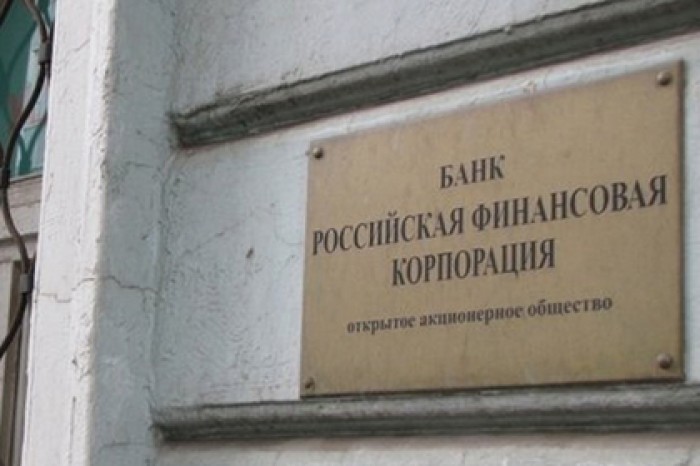 БАНК
РОССИЙСКАЯ ФИНАНСОВАЯ
КОРПОРАЦИЯ
открытое акционерное общество